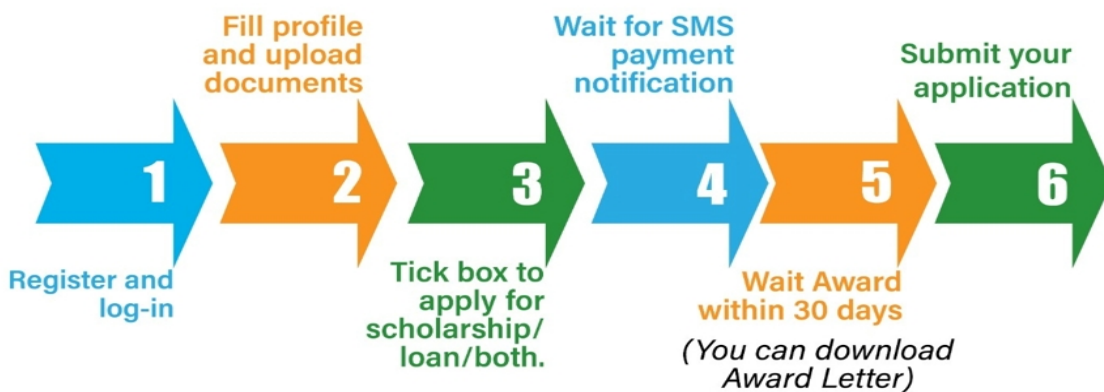 1
Register and
log-in
Fill profile
and upload
documents
2
3
Tick box to
apply for
scholarship/
loan/both.
Wait for SMS
payment
notification
4
5
Wait Award
within 30 days
(You can download
Award Letter)
Submit your
application
6